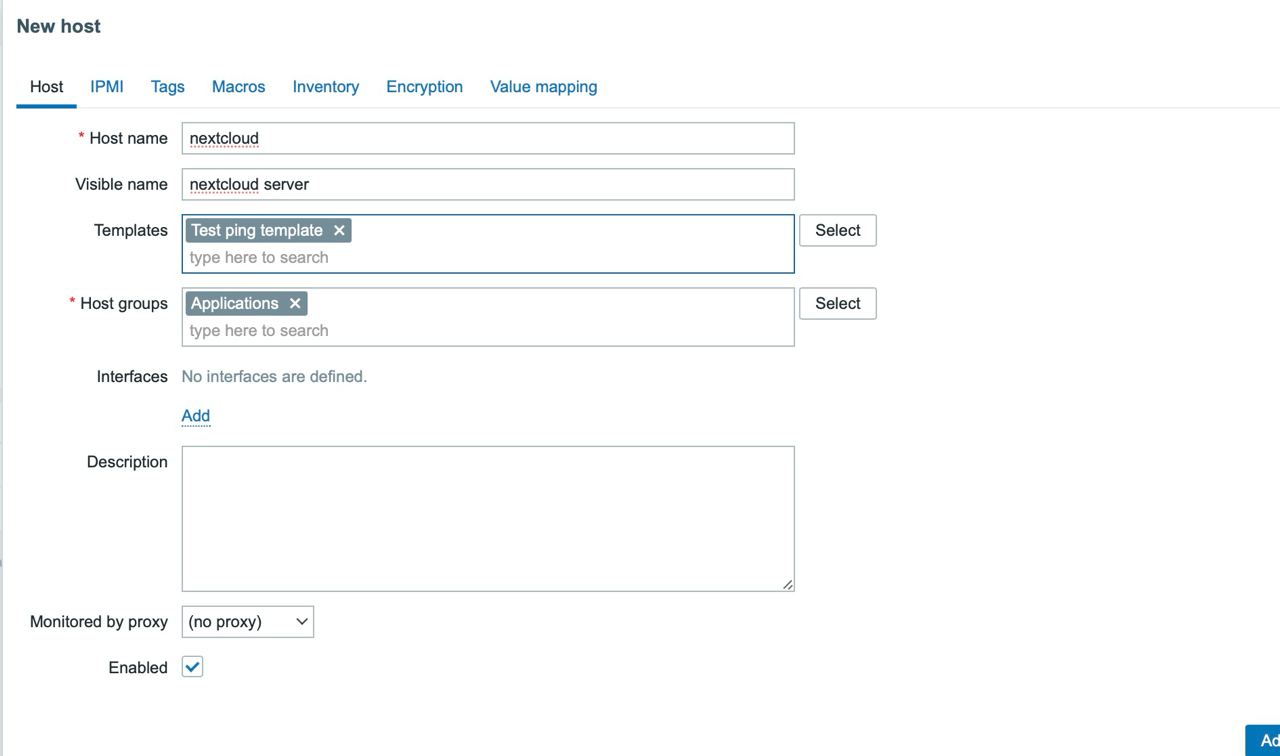 New host
Host IPMI Tags Macros Inventory Encryption Value mapping
* Host name nextcloud
Visible name nextcloud server
Templates Test ping template × Select
type here to search
* Host groups Applications × Select
type here to search
Interfaces No interfaces are defined.
Add
Description
Monitored by proxy (no proxy)
Enabled